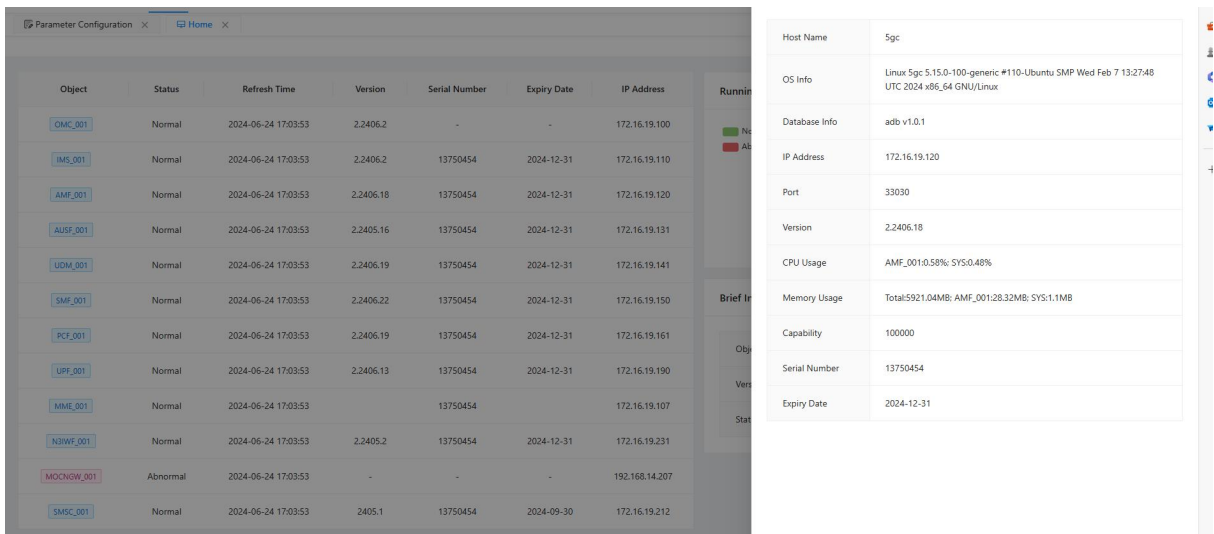 Parameter Configuration
Home
Object Status Refresh Time Version Serial Number Expiry Date IP Address
OMC_001 Normal 2024-06-24 17:03:53 2.2406.2 - - 172.16.19.100
IMS_001 Normal 2024-06-24 17:03:53 2.2406.2 13750454 2024-12-31 172.16.19.110
AMF_001 Normal 2024-06-24 17:03:53 2.2406.18 13750454 2024-12-31 172.16.19.120
AUSF_001 Normal 2024-06-24 17:03:53 2.2405.16 13750454 2024-12-31 172.16.19.131
UDM_001 Normal 2024-06-24 17:03:53 2.2406.19 13750454 2024-12-31 172.16.19.141
SMF_001 Normal 2024-06-24 17:03:53 2.2406.22 13750454 2024-12-31 172.16.19.150
PCF_001 Normal 2024-06-24 17:03:53 2.2406.19 13750454 2024-12-31 172.16.19.161
UPF_001 Normal 2024-06-24 17:03:53 2.2406.13 13750454 2024-12-31 172.16.19.190
MME_001 Normal 2024-06-24 17:03:53 13750454 172.16.19.107
N3IWF_001 Normal 2024-06-24 17:03:53 2.2405.2 13750454 2024-12-31 172.16.19.231
MOCNGW_001 Abnormal 2024-06-24 17:03:53 - - - 192.168.14.207
SMSC_001 Normal 2024-06-24 17:03:53 2405.1 13750454 2024-09-30 172.16.19.212
Runnin
No
Ab
Brief In
Obje
Vers
Stat
Host Name 5gc
OS Info Linux 5gc 5.15.0-100-generic #110-Ubuntu SMP Wed Feb 7 13:27:48
UTC 2024 x86_64 GNU/Linux
Database Info adb v1.0.1
IP Address 172.16.19.120
Port 33030
Version 2.2406.18
CPU Usage AMF_001:0.58%; SYS:0.48%
Memory Usage Total:5921.04MB; AMF_001:28.32MB; SYS:1.1MB
Capability 100000
Serial Number 13750454
Expiry Date 2024-12-31